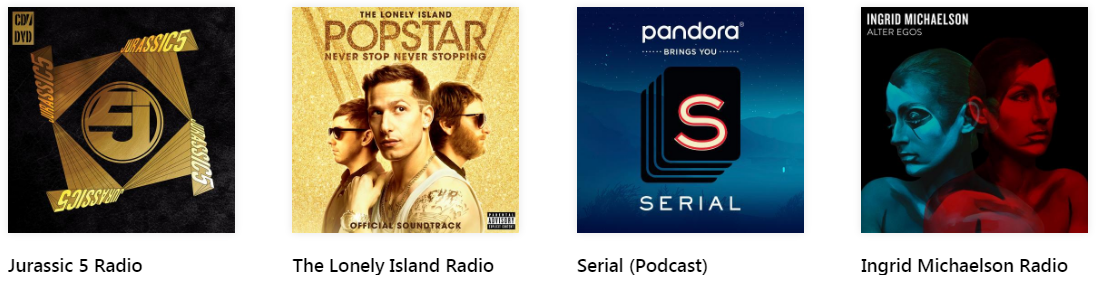 CD/
DVD
JURASSIC5
JURASSIC5
JURASSIC5
JURASSIC5
5J
Jurassic 5 Radio
THE LONELY ISLAND
POPSTAR
NEVER STOP NEVER STOPPING
OFFICIAL SOUNDTRACK
PARENTAL
ADVISORY
EXPLICIT CONTENT
The Lonely Island Radio
pandora®
BRINGS YOU
S
SERIAL
Serial (Podcast)
INGRID MICHAELSON
ALTER EGOS
Ingrid Michaelson Radio